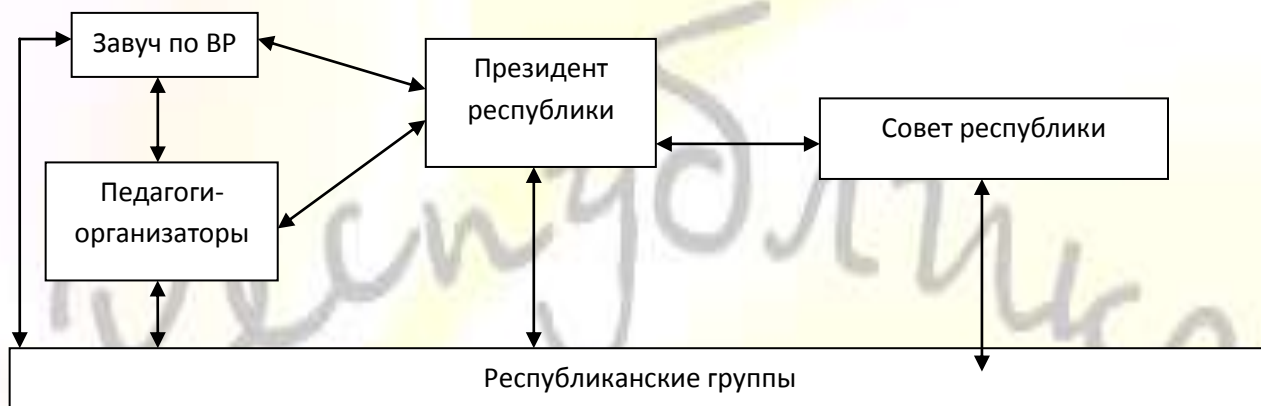 Завуч по ВР
Президент
республики
Совет республики
Педагоги-
организаторы
Республиканские группы